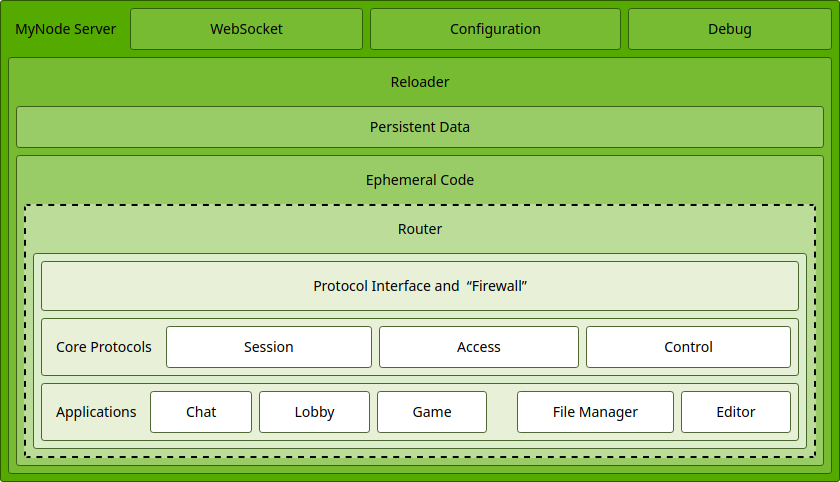 MyNode Server WebSocket Configuration Debug
Reloader
Persistent Data
Ephemeral Code
Router
Protocol Interface and “Firewall”
Core Protocols Session Access Control
Applications Chat Lobby Game File Manager Editor